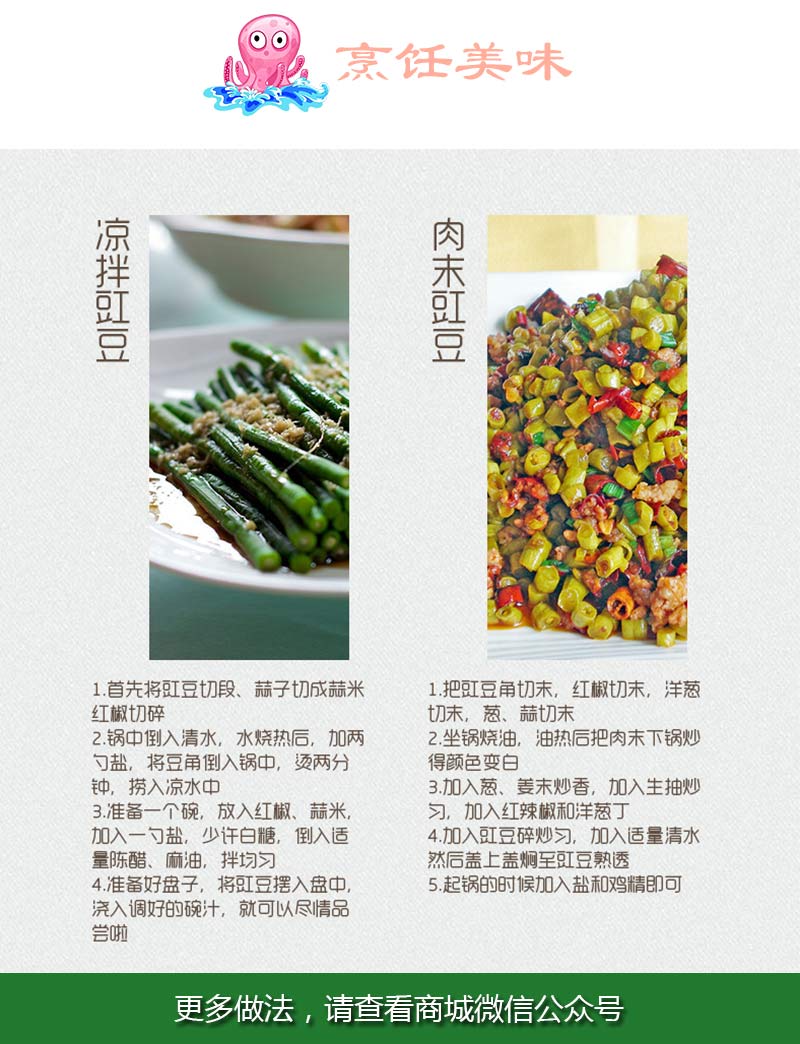 烹饪美味
凉拌豇豆
1.首先将豇豆切段、蒜子切成蒜米
红椒切碎
2.锅中倒入清水，水烧热后，加两
勺盐，将豆角倒入锅中，烫两分
钟，捞入凉水中
3.准备一个碗，放入红椒、蒜米，
加入一勺盐，少许白糖，倒入适
量陈醋、麻油，拌均匀
4.准备好盘子，将豇豆摆入盘中，
浇入调好的碗汁，就可以尽情品
尝啦
肉末豇豆
1.把豇豆角切末，红椒切末，洋葱
切末，葱、蒜切末
2.坐锅烧油，油热后把肉末下锅炒
得颜色变白
3.加入葱、姜末炒香，加入生抽炒
匀，加入红辣椒和洋葱丁
4.加入豇豆碎炒匀，加入适量清水
然后盖上盖焖至豇豆熟透
5.起锅的时候加入盐和鸡精即可
更多做法，请查看商城微信公众号